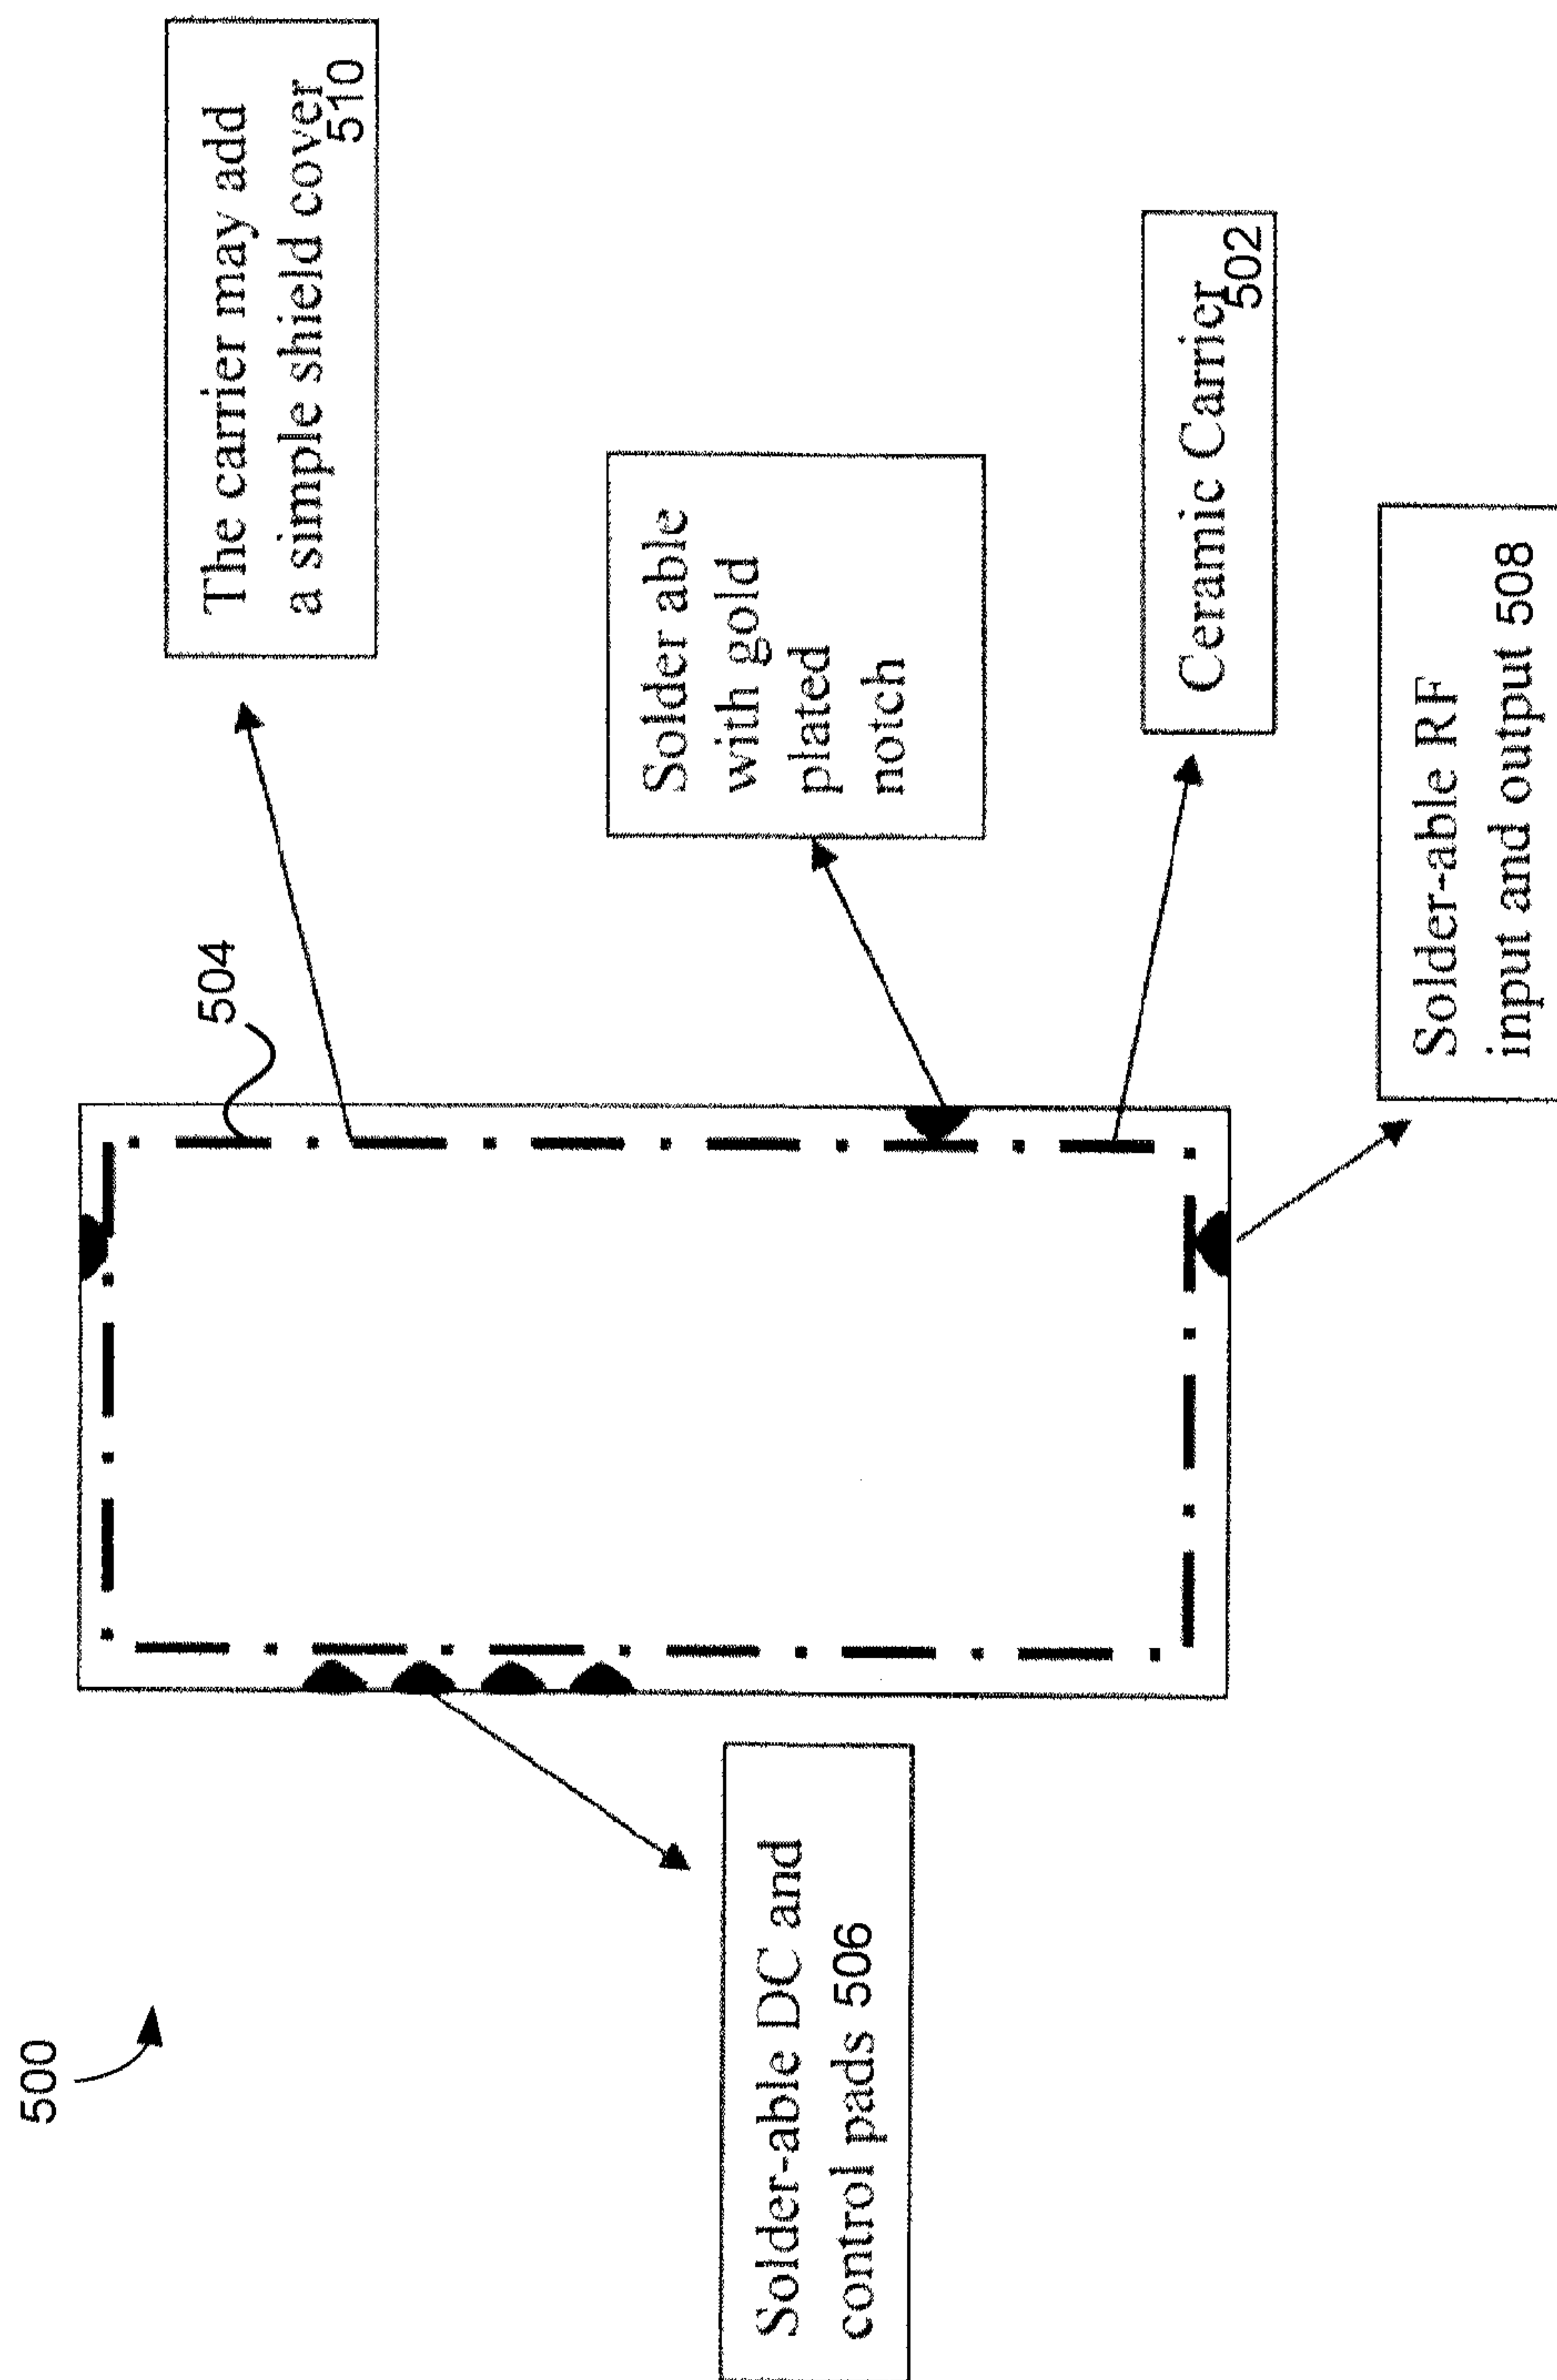 500
504
The carrier may add
a simple shield cover
510
Solder able
with gold
plated
notch
Ceramic Carrier
502
Solder-able RF
input and output 508
Solder-able DC and
control pads 506